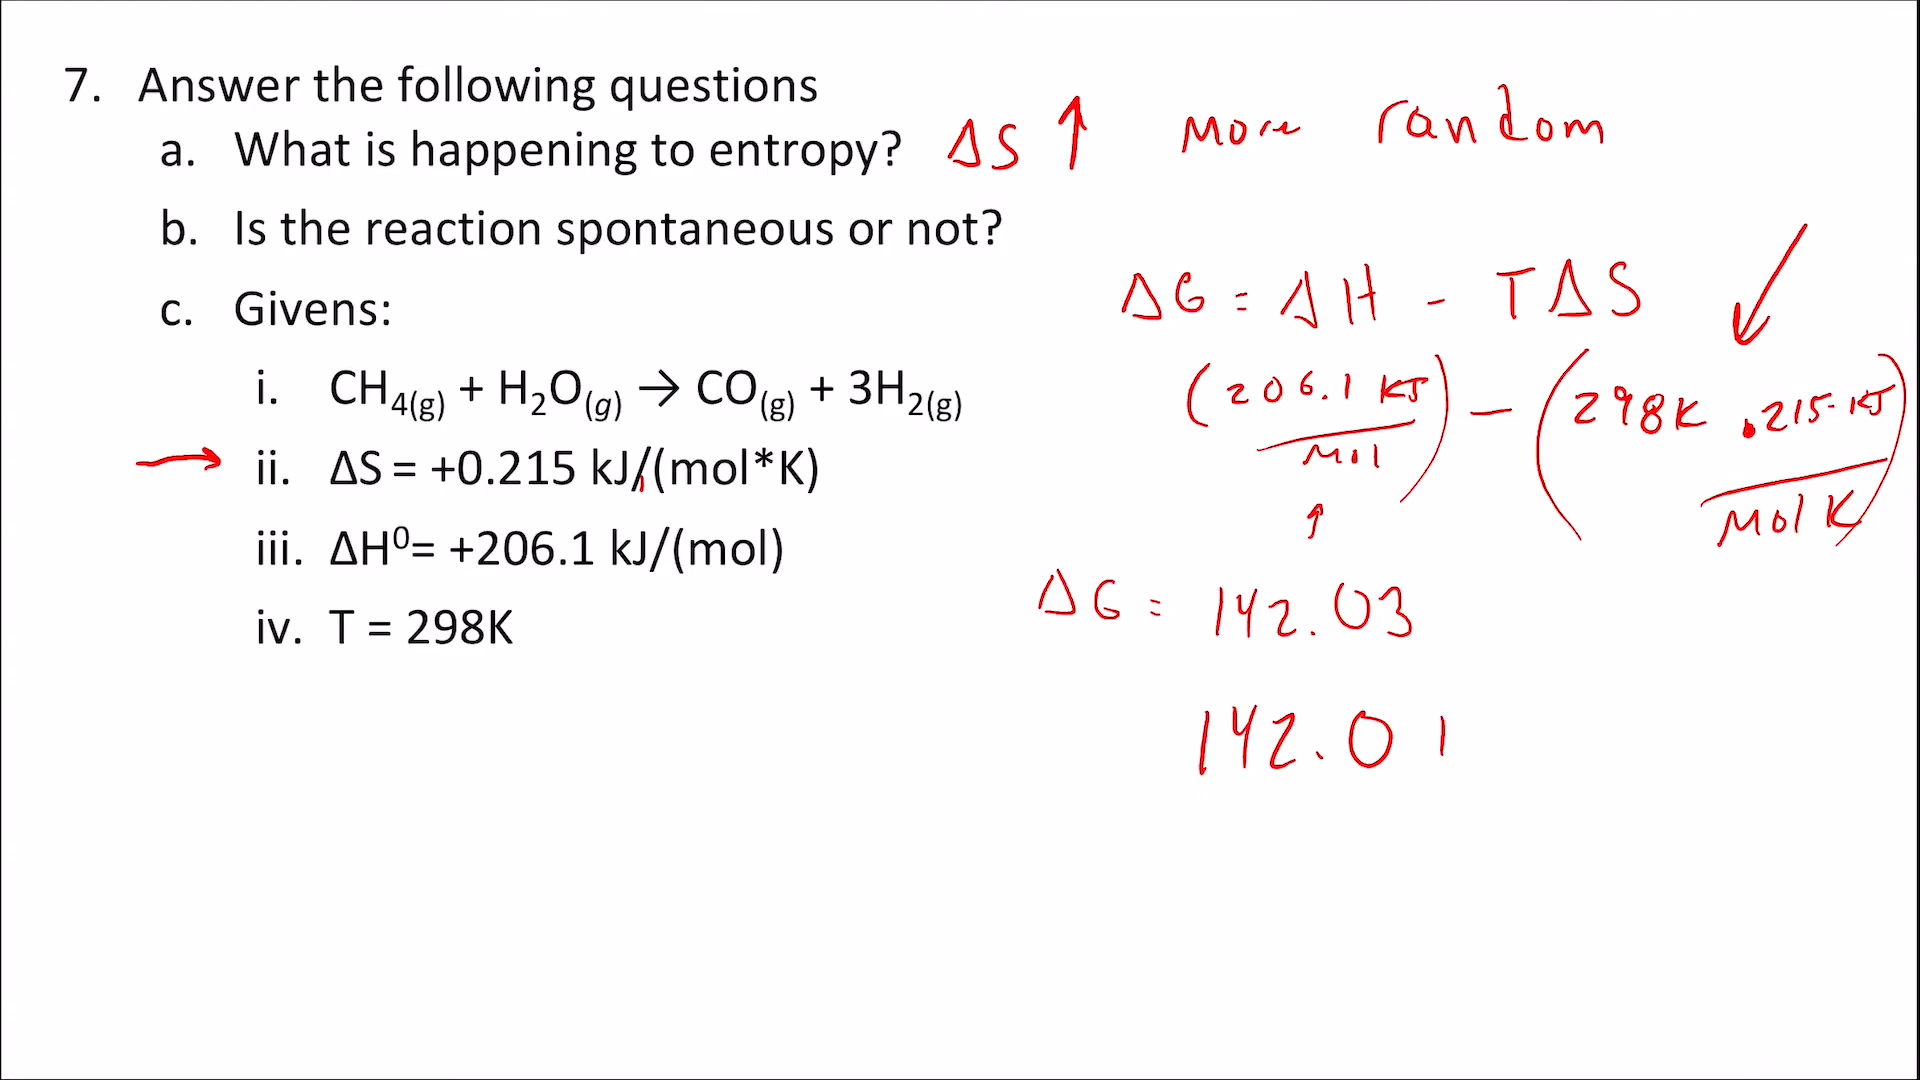 7. Answer the following questions
a. What is happening to entropy? ΔS ↑ More random
b. Is the reaction spontaneous or not?
c. Givens:
i. CH₄(g) + H₂O(g) → CO(g) + 3H₂(g)
ii. ΔS = +0.215 kJ/(mol*K)
iii. ΔH⁰= +206.1 kJ/(mol)
iv. T = 298K
ΔG = ΔH - TΔS
(206.1 KJ/Mol) - (298K .215 KJ/Mol K)
ΔG = 142.03
142.01